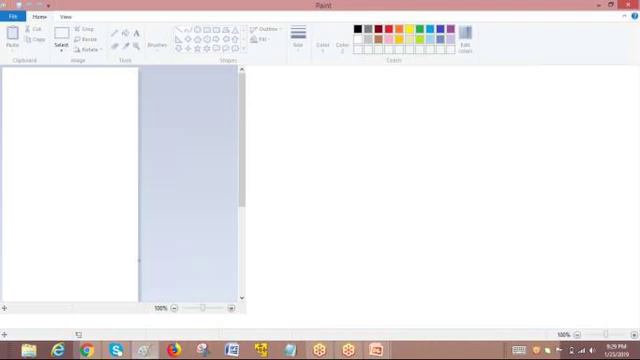 Paint
File Home View
Paste Cut Copy Clipboard
Select Crop Resize Rotate Image
Tools
Brushes
Shapes Outline Fill
Size
Color 1 Color 2 Edit colors Colors
100%
100%
9:29 PM
1/23/2019